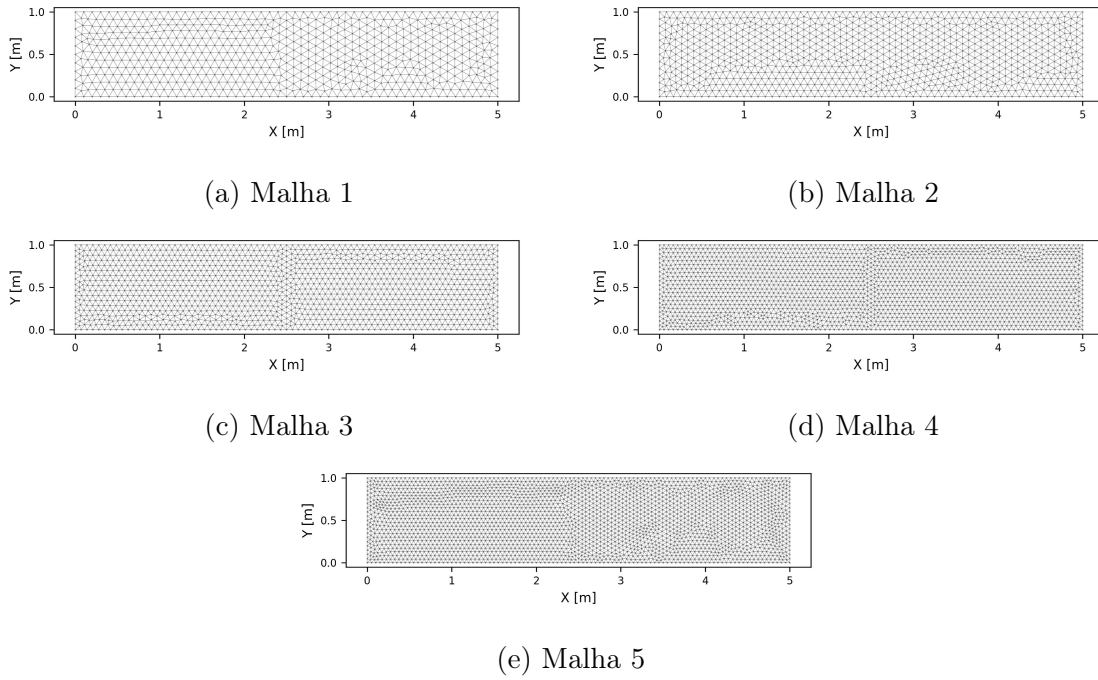 1.0
0.5
0.0
Y [m]
0 1 2 3 4 5
X [m]
(a) Malha 1
1.0
0.5
0.0
Y [m]
0 1 2 3 4 5
X [m]
(b) Malha 2
1.0
0.5
0.0
Y [m]
0 1 2 3 4 5
X [m]
(c) Malha 3
1.0
0.5
0.0
Y [m]
0 1 2 3 4 5
X [m]
(d) Malha 4
1.0
0.5
0.0
Y [m]
0 1 2 3 4 5
X [m]
(e) Malha 5